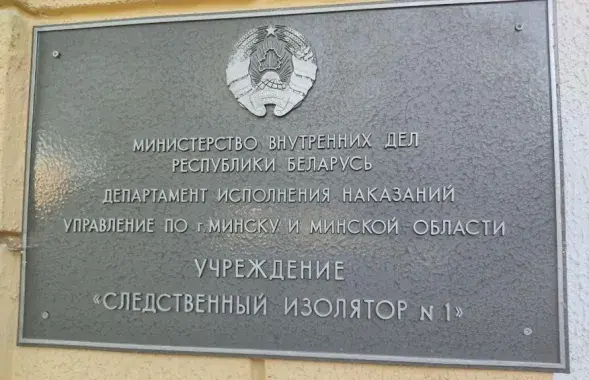 МИНИСТЕРСТВО ВНУТРЕННИХ ДЕЛ
РЕСПУБЛИКИ БЕЛАРУСЬ
ДЕПАРТАМЕНТ ИСПОЛНЕНИЯ НАКАЗАНИЙ
УПРАВЛЕНИЕ ПО г.МИНСКУ И МИНСКОЙ ОБЛАСТИ
УЧРЕЖДЕНИЕ
«СЛЕДСТВЕННЫЙ ИЗОЛЯТОР N 1»